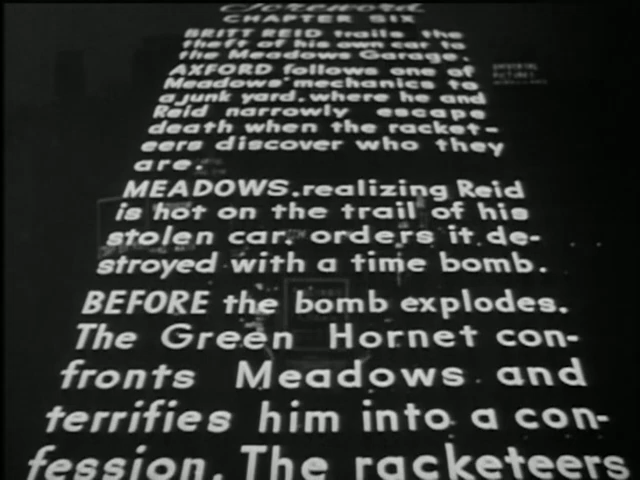 Foreword
CHAPTER SIX
BRITT REID trails the
theft of his own car to
the Meadows Garage.
AXFORD follows one of
Meadows' mechanics to
a junk yard, where he and
Reid narrowly escape
death when the racket-
eers discover who they
are.
MEADOWS, realizing Reid
is hot on the trail of his
stolen car, orders it de-
stroyed with a time bomb.
BEFORE the bomb explodes,
The Green Hornet con-
fronts Meadows and
terrifies him into a con-
fession. The racketeers